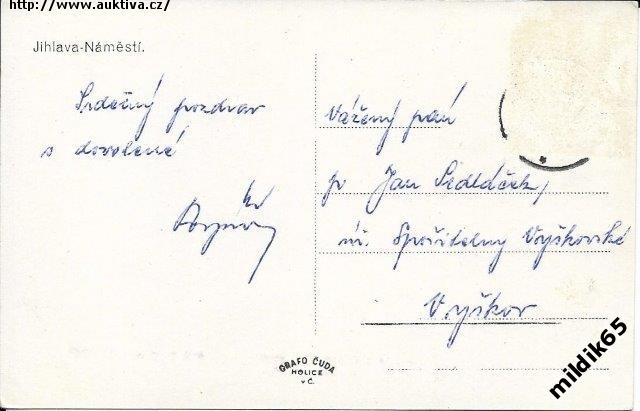 http://www.auktiva.cz/
Jihlava-Náměstí.
Srdečný pozdrav
s dovolené
Vážený pán
p. Jan Sedláček,
úř. Spořitelny Vyškovské
Vyškov
GRAFO ČUDA
HOLICE
v Č.
mildik65